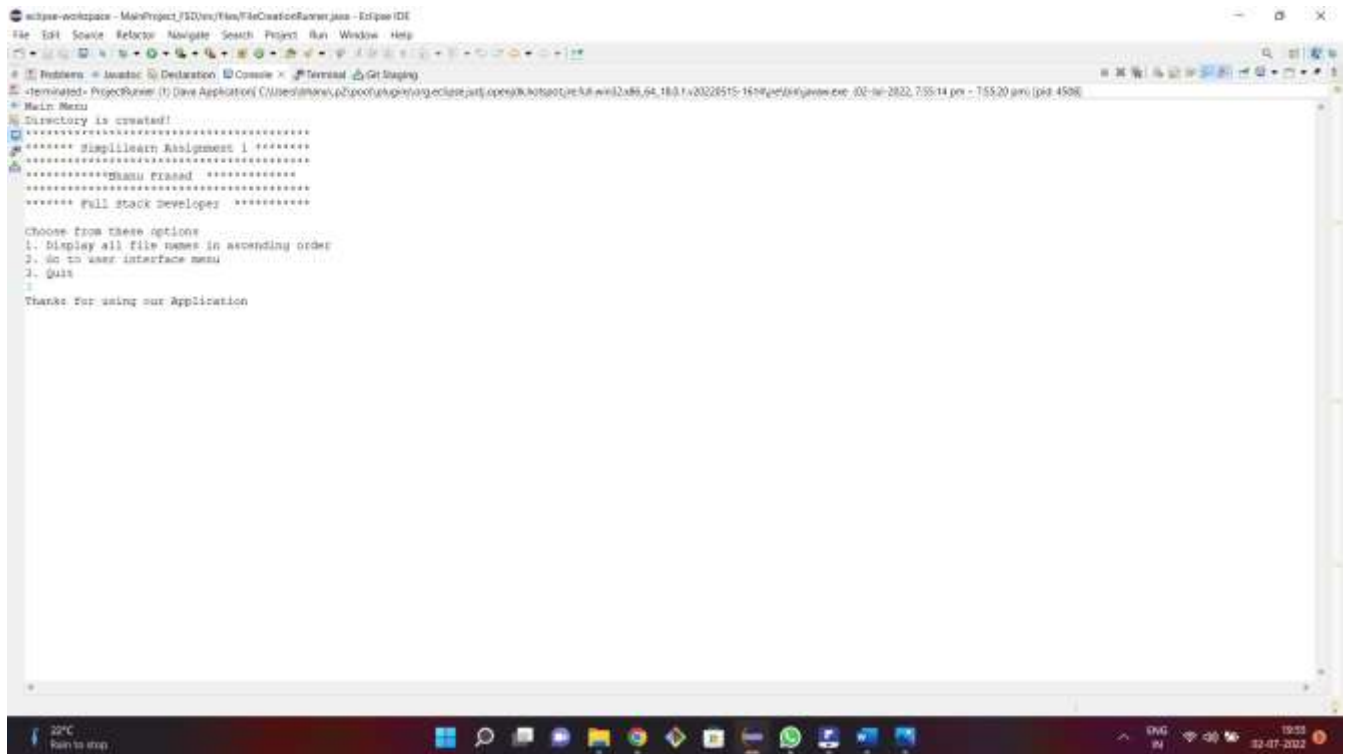 eclipse-workspace - MainProject_FSD/src/Files/FileCreationRunner.java - Eclipse IDE
File Edit Source Refactor Navigate Search Project Run Window Help
Problems Javadoc Declaration Console Terminal Git Staging
<terminated> ProjectRunner (1) [Java Application]
Main Menu
Directory is created!
*****************************************
******* Simplilearn Assignment 1 ********
*****************************************
************Bhanu Prasad *************
*****************************************
******* Full Stack Developer ***********
Choose from these options
1. Display all file names in ascending order
2. Go to user interface menu
3. Quit
Thanks for using our Application
22°C
Rain to stop
ENG
IN
02-07-2022